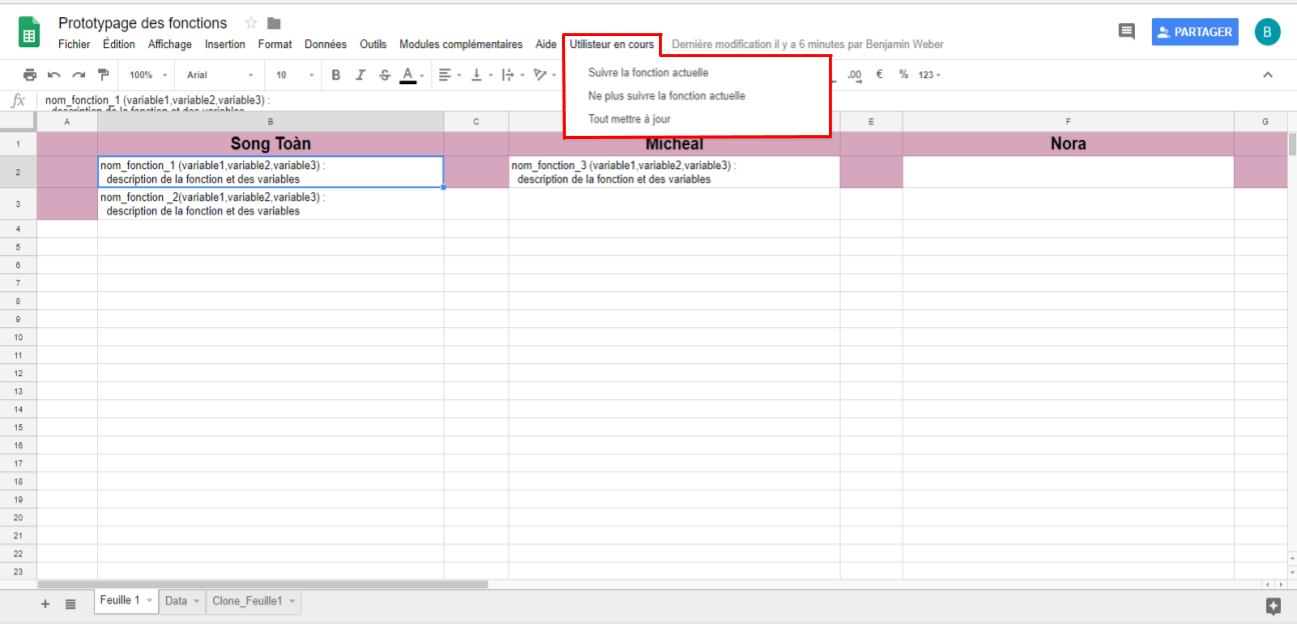 Prototypage des fonctions
Fichier Édition Affichage Insertion Format Données Outils Modules complémentaires Aide Utilisteur en cours Dernière modification il y a 6 minutes par Benjamin Weber
PARTAGER
B
100% Arial 10 B I S A .00 € % 123
Suivre la fonction actuelle
Ne plus suivre la fonction actuelle
Tout mettre à jour
fx nom_fonction_1 (variable1,variable2,variable3) :
description de la fonction et des variables
A B C E F G
1 Song Toàn Micheal Nora
2 nom_fonction_1 (variable1,variable2,variable3) : nom_fonction_3 (variable1,variable2,variable3) :
description de la fonction et des variables description de la fonction et des variables
3 nom_fonction _2(variable1,variable2,variable3) :
description de la fonction et des variables
4
5
6
7
8
9
10
11
12
13
14
15
16
17
18
19
20
21
22
23
Feuille 1 Data Clone_Feuille1